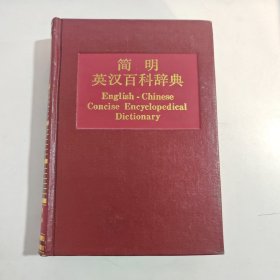 简明
英汉百科辞典
English - Chinese
Concise Encyclopedical
Dictionary